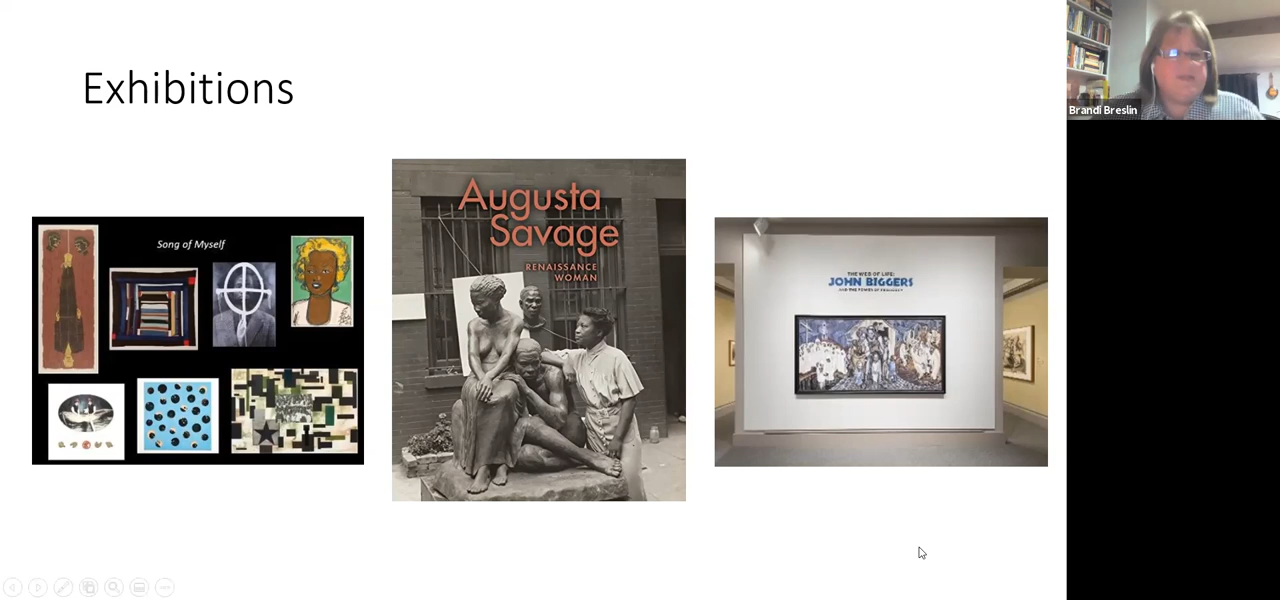 Exhibitions
Song of Myself
Augusta
Savage
RENAISSANCE
WOMAN
THE WEB OF LIFE:
JOHN BIGGERS
Brandi Breslin